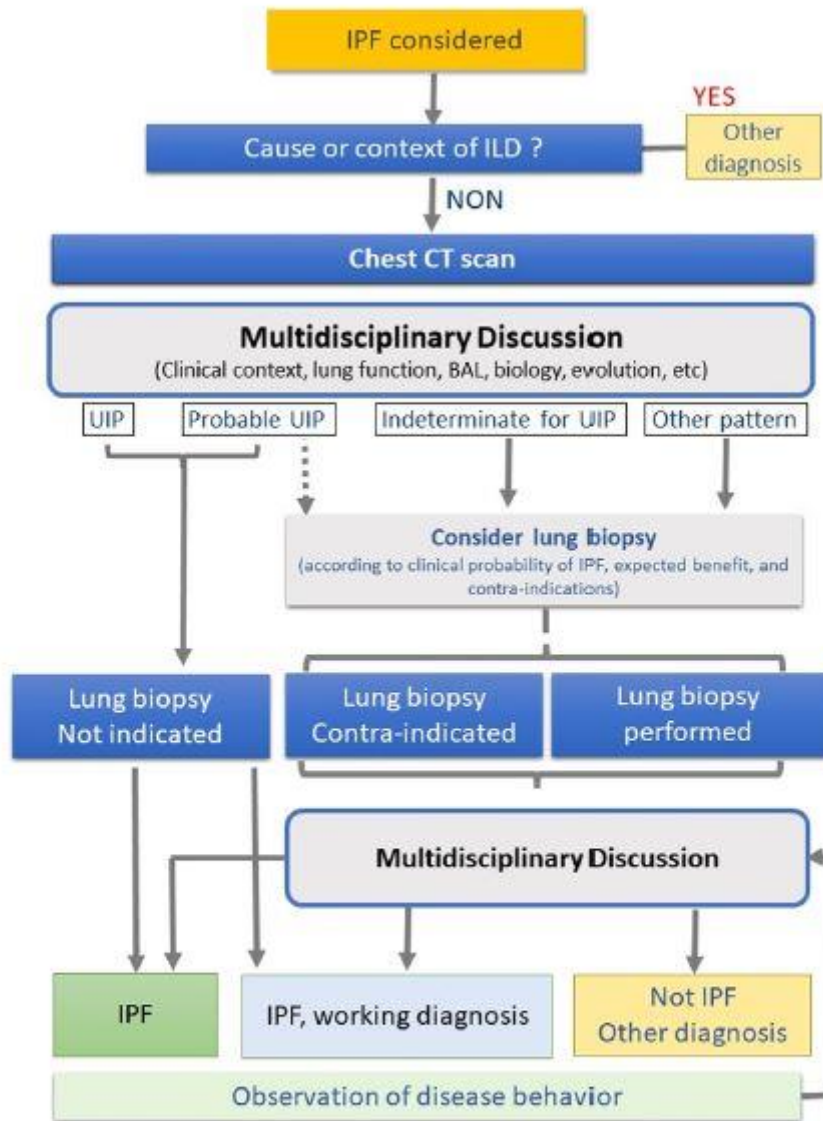 IPF considered
YES
Cause or context of ILD ?
Other
diagnosis
NON
Chest CT scan
Multidisciplinary Discussion
(Clinical context, lung function, BAL, biology, evolution, etc)
UIP
Probable UIP
Indeterminate for UIP
Other pattern
Consider lung biopsy
(according to clinical probability of IPF, expected benefit, and
contra-indications)
Lung biopsy
Not indicated
Lung biopsy
Contra-indicated
Lung biopsy
performed
Multidisciplinary Discussion
IPF
IPF, working diagnosis
Not IPF
Other diagnosis
Observation of disease behavior